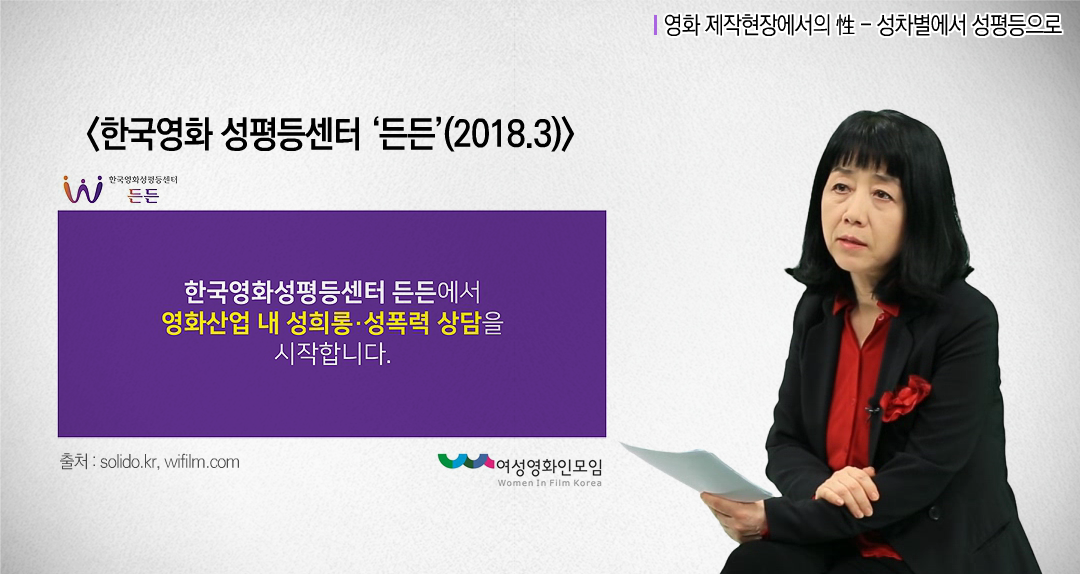 영화 제작현장에서의 性 - 성차별에서 성평등으로
<한국영화 성평등센터 ‘든든’(2018.3)>
한국영화성평등센터
든든
한국영화성평등센터 든든에서
영화산업 내 성희롱·성폭력 상담을
시작합니다.
출처 : solido.kr, wifilm.com
여성영화인모임
Women In Film Korea